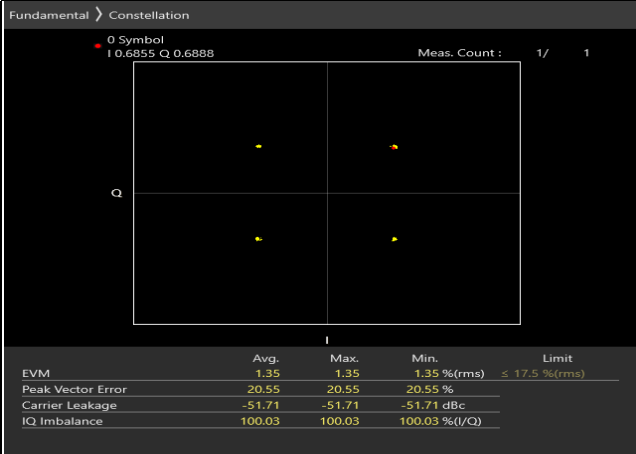 Fundamental 〉 Constellation
0 Symbol
I 0.6855 Q 0.6888
Meas. Count : 1/ 1
Q
I
Avg. Max. Min. Limit
EVM 1.35 1.35 1.35 %(rms) ≤ 17.5 %(rms)
Peak Vector Error 20.55 20.55 20.55 %
Carrier Leakage -51.71 -51.71 -51.71 dBc
IQ Imbalance 100.03 100.03 100.03 %(I/Q)